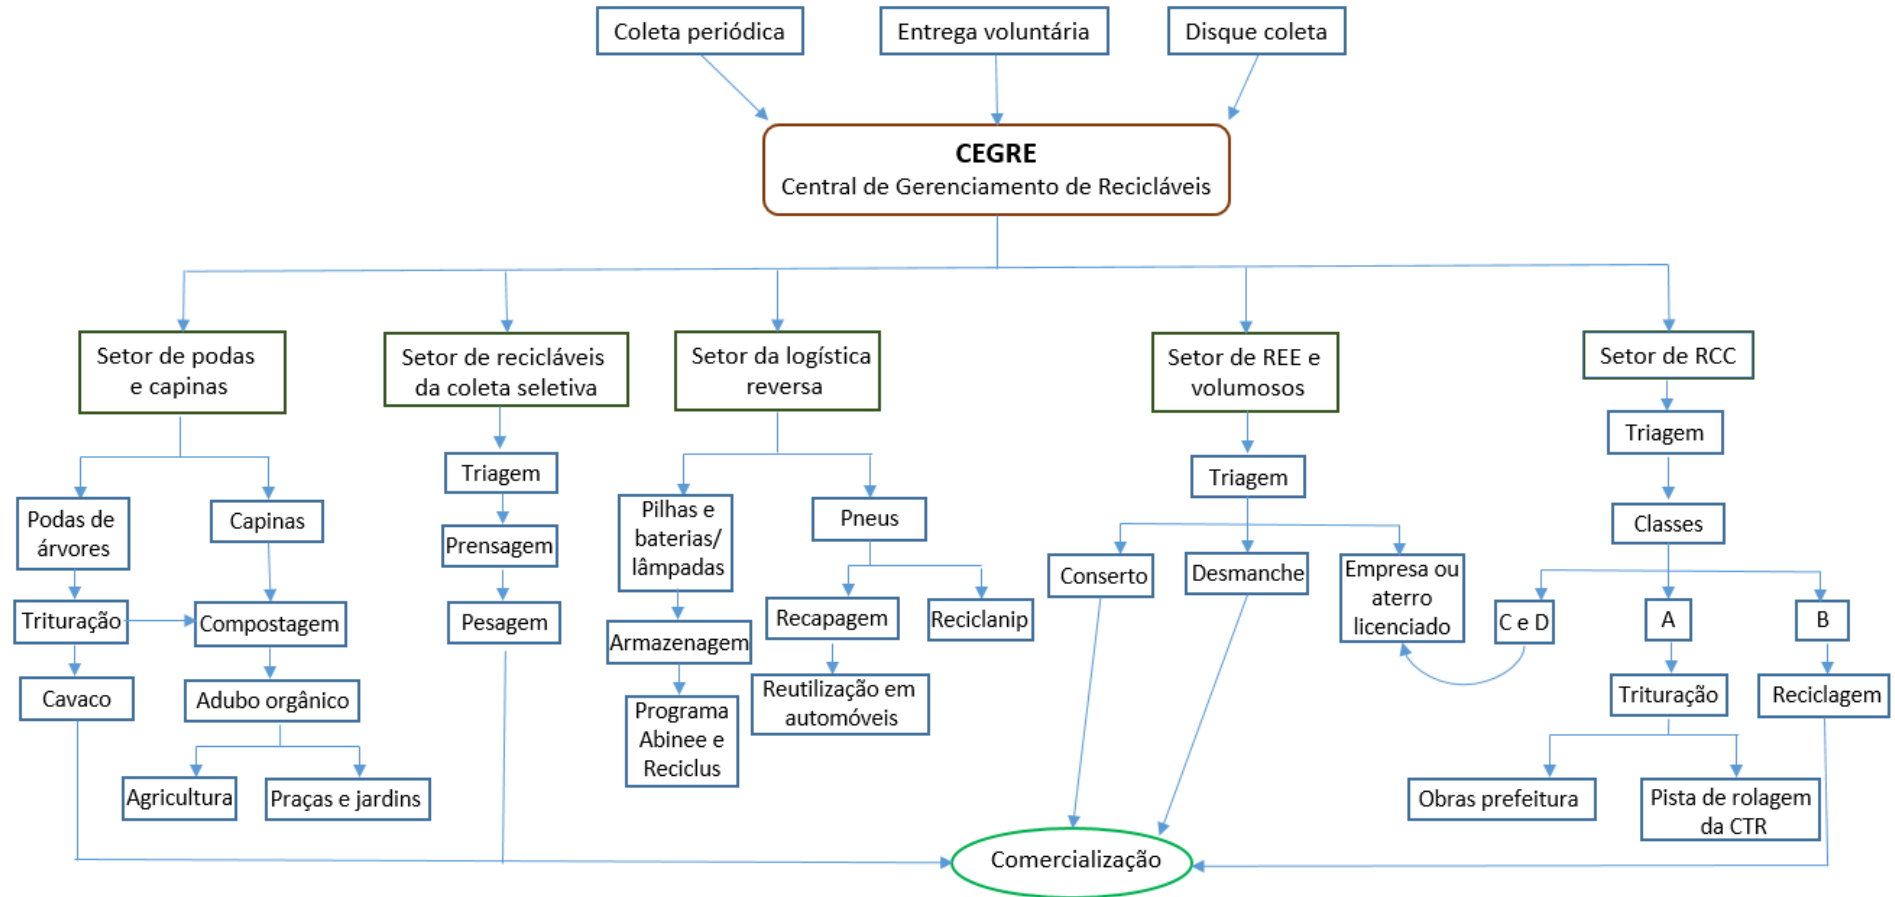 Coleta periódica
Entrega voluntária
Disque coleta
CEGRE
Central de Gerenciamento de Recicláveis
Setor de podas
e capinas
Setor de recicláveis
da coleta seletiva
Setor da logística
reversa
Setor de REE e
volumosos
Setor de RCC
Podas de
árvores
Capinas
Trituração
Compostagem
Cavaco
Adubo orgânico
Agricultura
Praças e jardins
Triagem
Prensagem
Pesagem
Pilhas e
baterias/
lâmpadas
Pneus
Armazenagem
Recapagem
Reciclanip
Programa
Abinee e
Reciclus
Reutilização em
automóveis
Triagem
Conserto
Desmanche
Empresa ou
aterro
licenciado
Triagem
Classes
C e D
A
B
Trituração
Reciclagem
Obras prefeitura
Pista de rolagem
da CTR
Comercialização